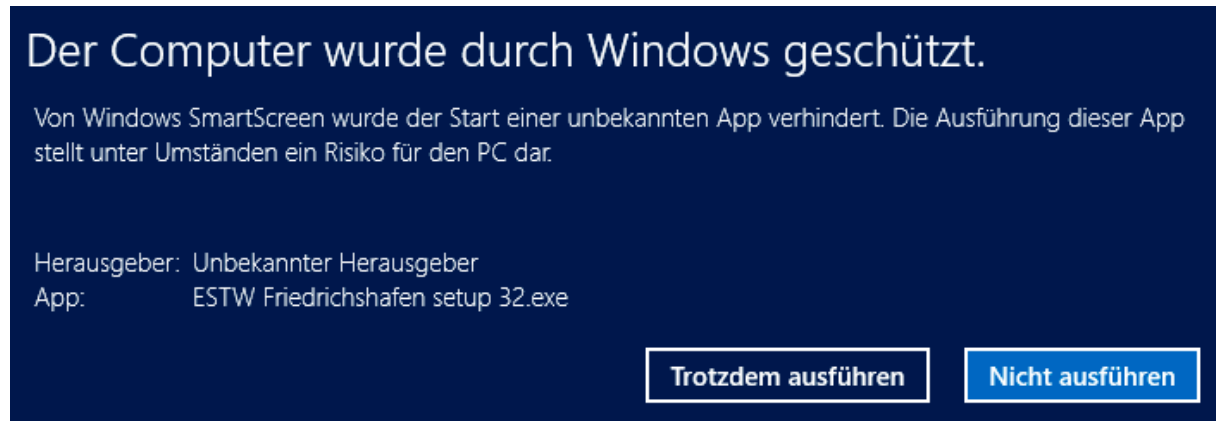 Der Computer wurde durch Windows geschützt.
Von Windows SmartScreen wurde der Start einer unbekannten App verhindert. Die Ausführung dieser App
stellt unter Umständen ein Risiko für den PC dar.
Herausgeber: Unbekannter Herausgeber
App: ESTW Friedrichshafen setup 32.exe
Trotzdem ausführen Nicht ausführen